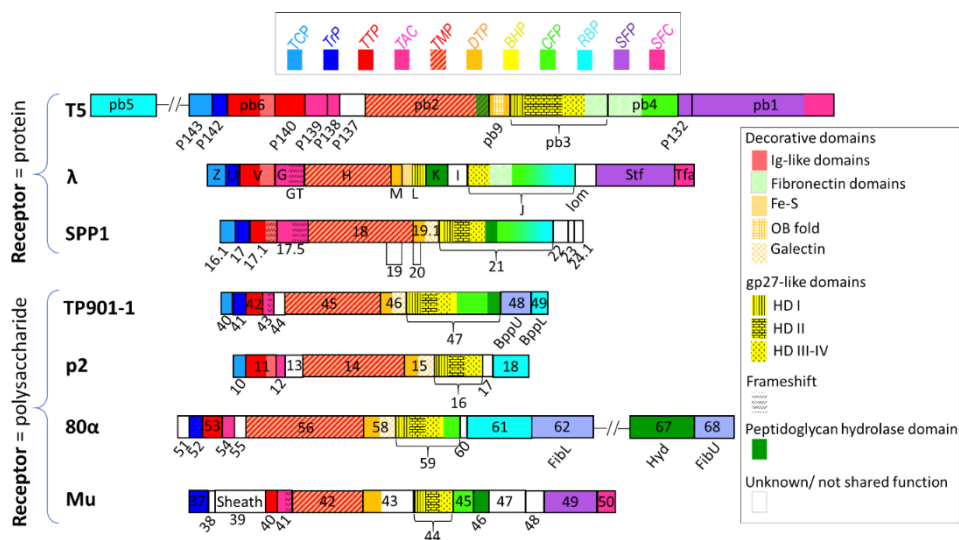 TCP TrP TTP TAC TMP DTP BHP CFP RBP SFP SFC
Receptor = protein
T5
pb5 pb6 pb2 pb4 pb1
P143 P142 P140 P139 P138 P137 pb9 pb3 P132
λ
Z U V G H K I Stf Tfa
GT M L J lom
SPP1
18 19.1
16.1 17 17.1 17.5 19 20 21 22 23 24.1
Receptor = polysaccharide
TP901-1
42 45 46 48 49
40 41 43 44 47 BppU BppL
p2
11 13 14 15 18
10 12 16 17
80α
53 56 58 61 62 67 68
51 52 54 55 59 60 FibL Hyd FibU
Mu
37 Sheath 42 43 45 47 49 50
38 39 40 41 44 46 48
Decorative domains
Ig-like domains
Fibronectin domains
Fe-S
OB fold
Galectin
gp27-like domains
HD I
HD II
HD III-IV
Frameshift
Peptidoglycan hydrolase domain
Unknown/ not shared function